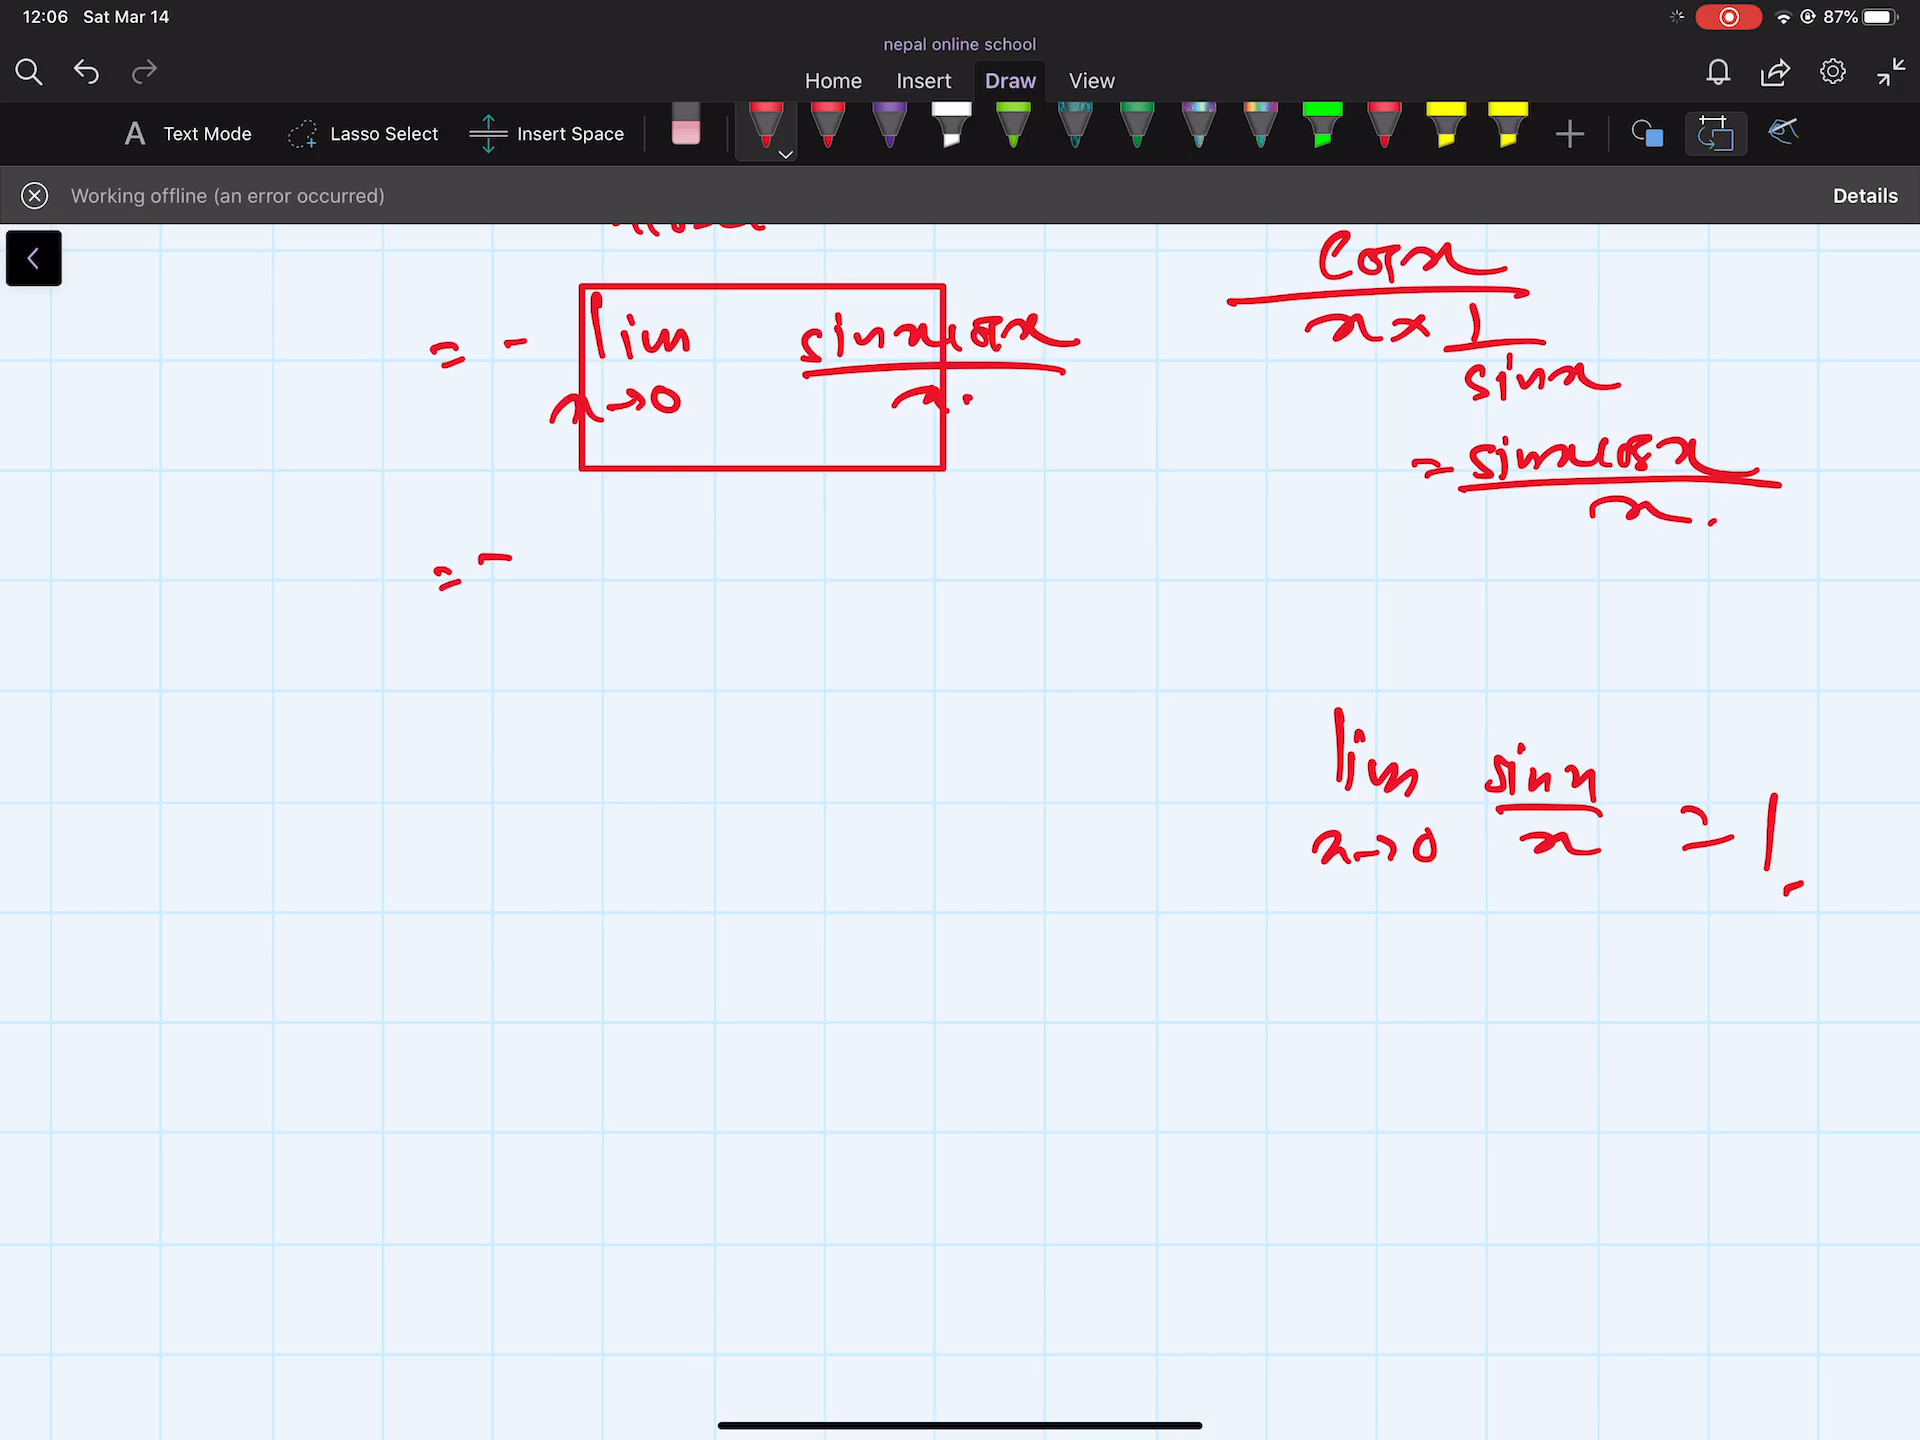 12:06 Sat Mar 14
87%
nepal online school
Home Insert Draw View
A Text Mode Lasso Select Insert Space
Working offline (an error occurred) Details
= - lim x→0 sinxcosx / x.
cosx / x × 1 / sinx
= sinxcosx / x.
= -
lim x→0 sinx / x = 1.